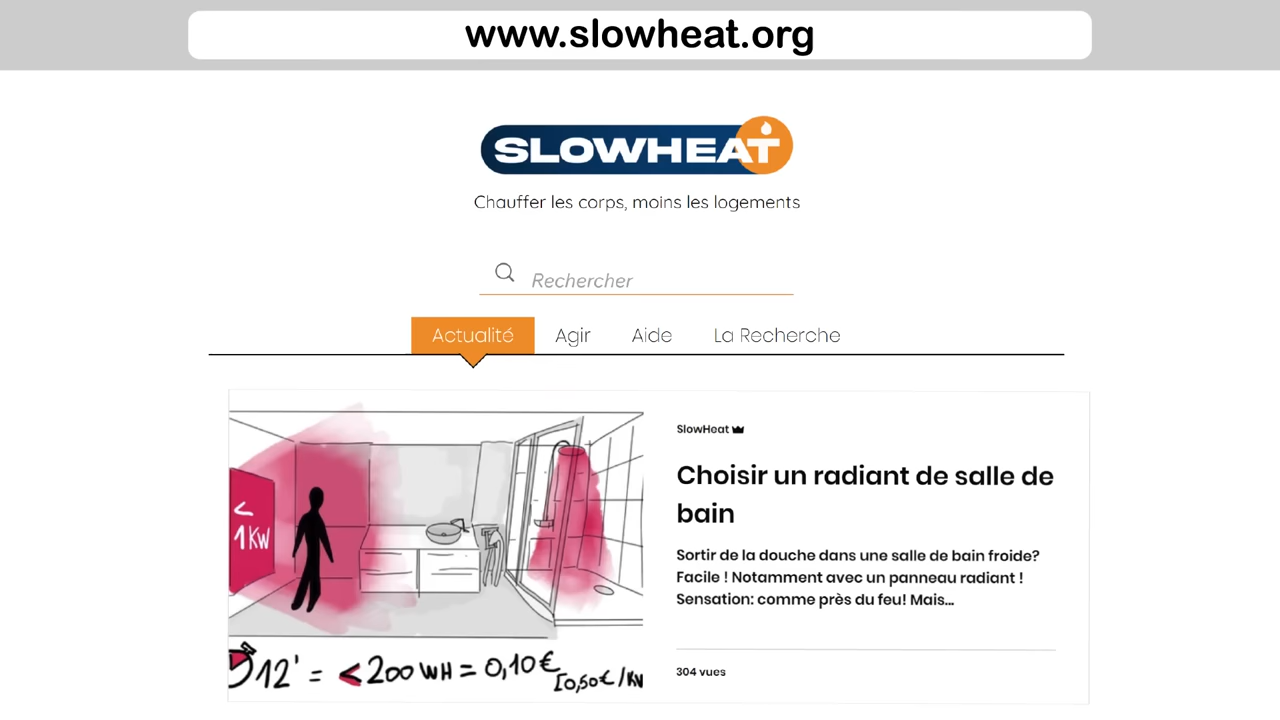 www.slowheat.org
SLOWHEAT
Chauffer les corps, moins les logements
Rechercher
Actualité Agir Aide La Recherche
SlowHeat
Choisir un radiant de salle de
bain
Sortir de la douche dans une salle de bain froide?
Facile ! Notamment avec un panneau radiant !
Sensation: comme près du feu! Mais...
304 vues
<
1KW
12' = <200 WH = 0,10€
[0,50€/KW